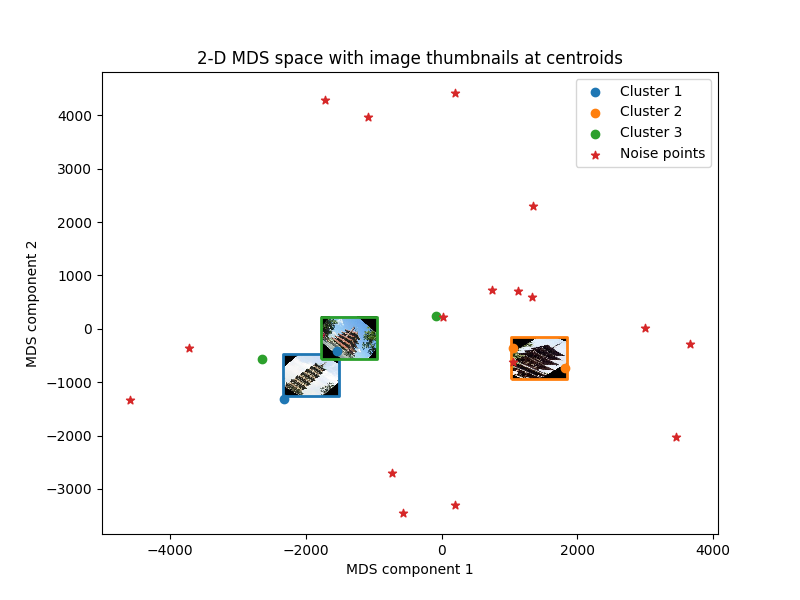 2-D MDS space with image thumbnails at centroids
Cluster 1
Cluster 2
Cluster 3
Noise points
4000
3000
2000
1000
0
−1000
−2000
−3000
MDS component 2
−4000 −2000 0 2000 4000
MDS component 1